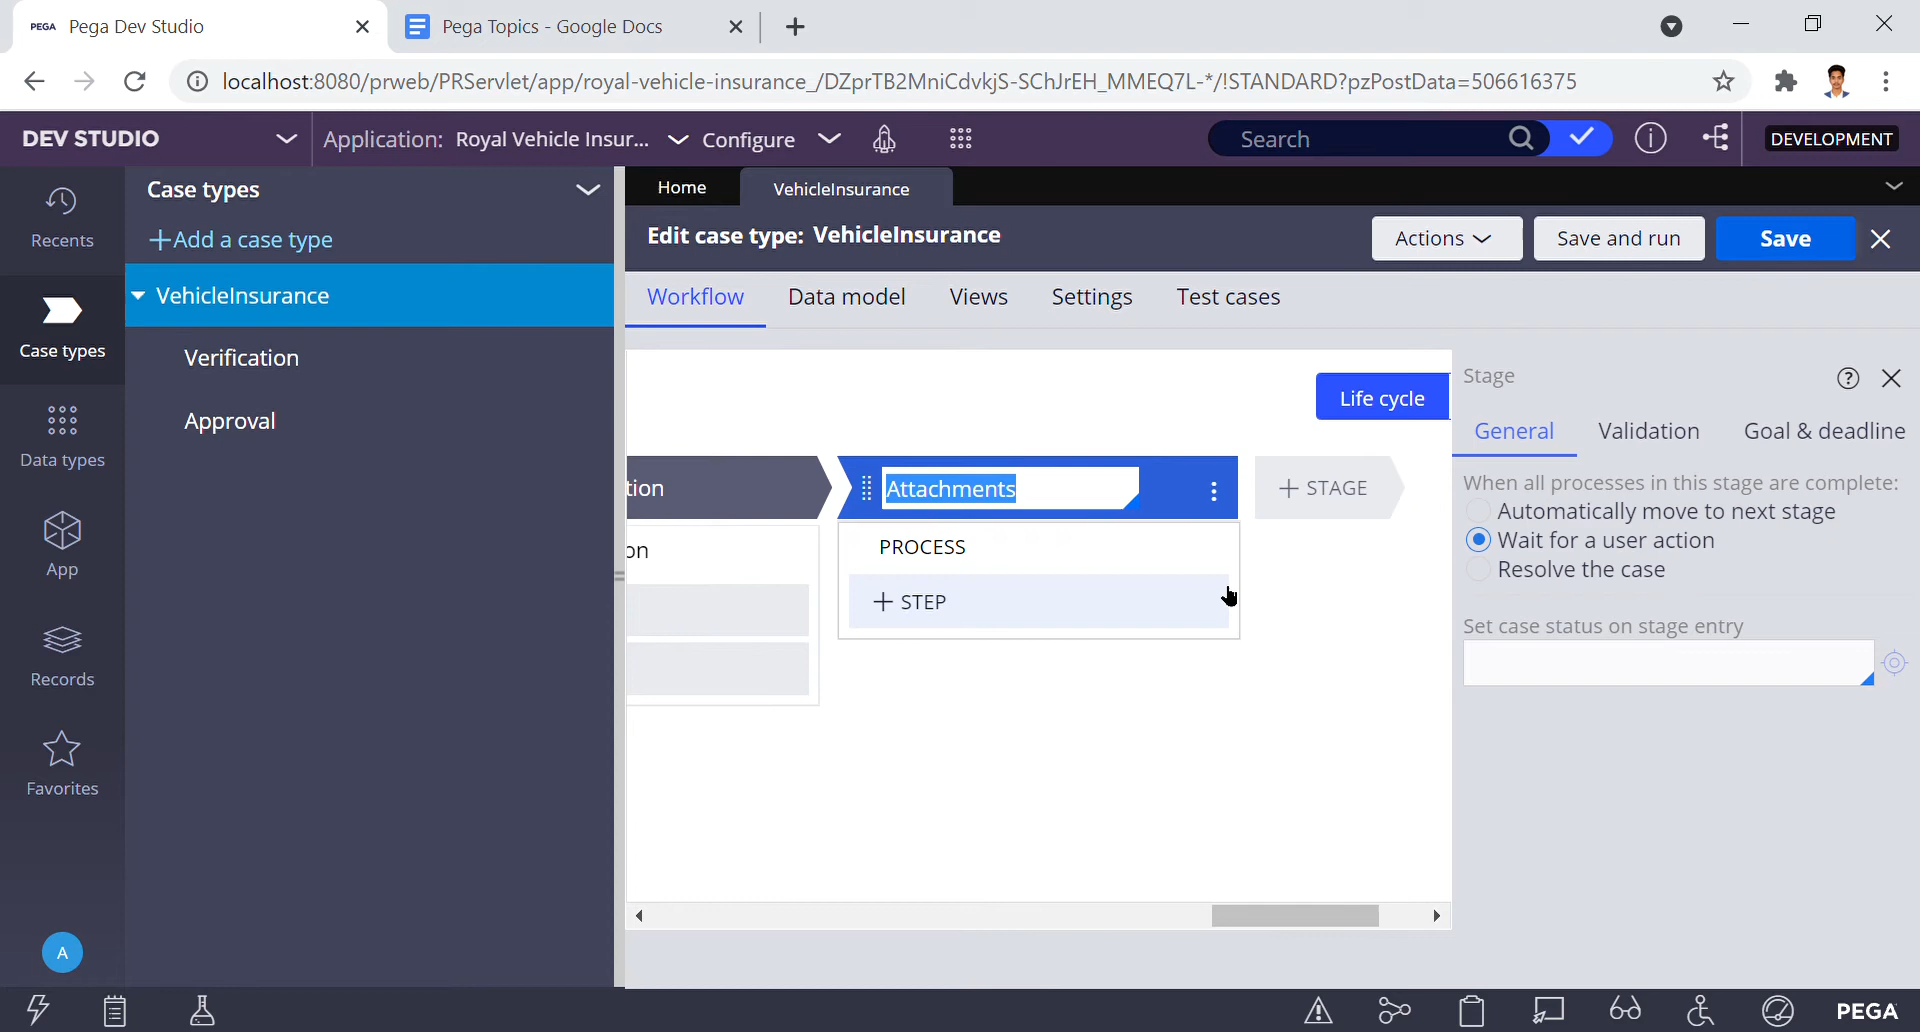 PEGA Pega Dev Studio
Pega Topics - Google Docs
localhost:8080/prweb/PRServlet/app/royal-vehicle-insurance_/DZprTB2MniCdvkjS-SChJrEH_MMEQ7L-*/!STANDARD?pzPostData=506616375
DEV STUDIO
Application: Royal Vehicle Insur...
Configure
Search
DEVELOPMENT
Recents
Case types
Data types
App
Records
Favorites
A
Case types
+Add a case type
VehicleInsurance
Verification
Approval
Home
VehicleInsurance
Edit case type: VehicleInsurance
Actions
Save and run
Save
Workflow
Data model
Views
Settings
Test cases
Life cycle
tion
Attachments
+ STAGE
on
PROCESS
+ STEP
Stage
?
General
Validation
Goal & deadline
When all processes in this stage are complete:
Automatically move to next stage
Wait for a user action
Resolve the case
Set case status on stage entry
PEGA